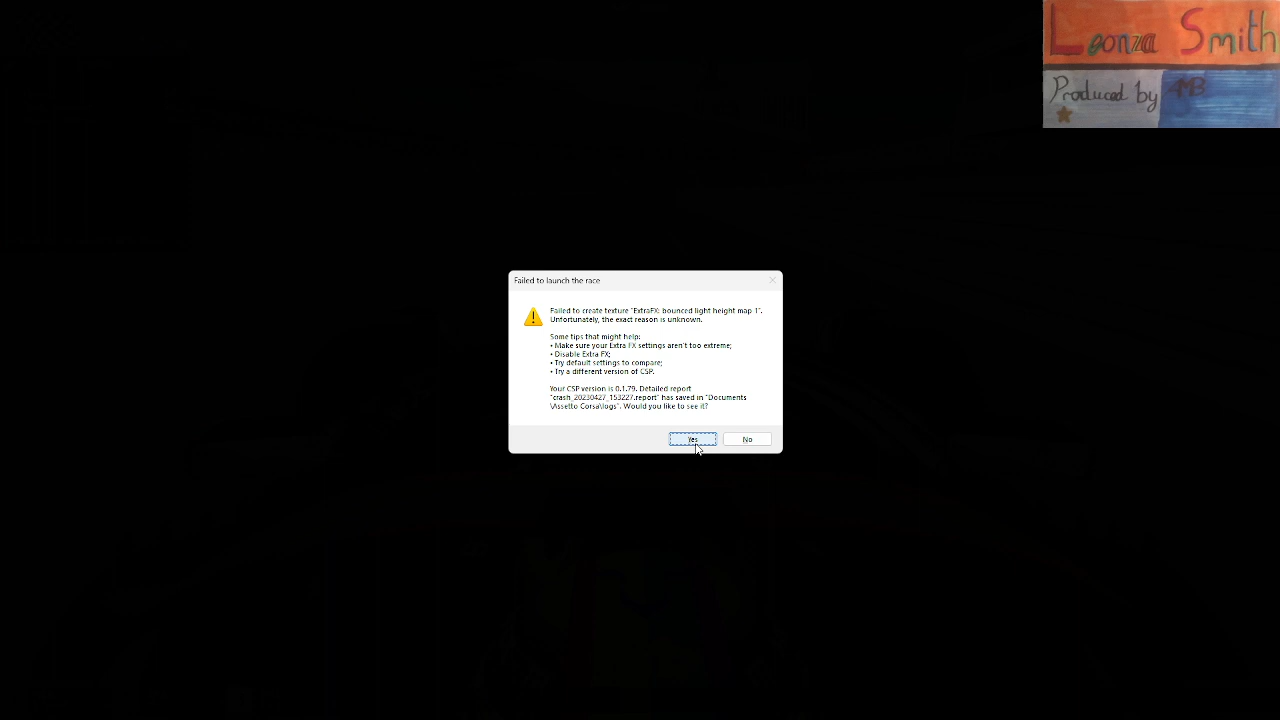 Leonza Smith
Produced by 4MB
Failed to launch the race
Failed to create texture "ExtraFX: bounced light height map 1".
Unfortunately, the exact reason is unknown.
Some tips that might help:
• Make sure your Extra FX settings aren't too extreme;
• Disable Extra FX;
• Try default settings to compare;
• Try a different version of CSP.
Your CSP version is 0.1.79. Detailed report
"crash_20230427_153227.report" has saved in "Documents
\Assetto Corsa\logs". Would you like to see it?
Yes
No